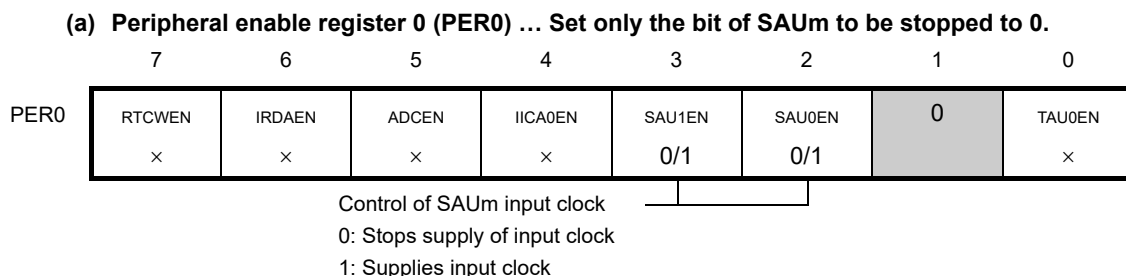 (a) Peripheral enable register 0 (PER0) … Set only the bit of SAUm to be stopped to 0.
7 6 5 4 3 2 1 0
PER0 RTCWEN IRDAEN ADCEN IICA0EN SAU1EN SAU0EN 0 TAU0EN
× × × × 0/1 0/1 ×
Control of SAUm input clock
0: Stops supply of input clock
1: Supplies input clock